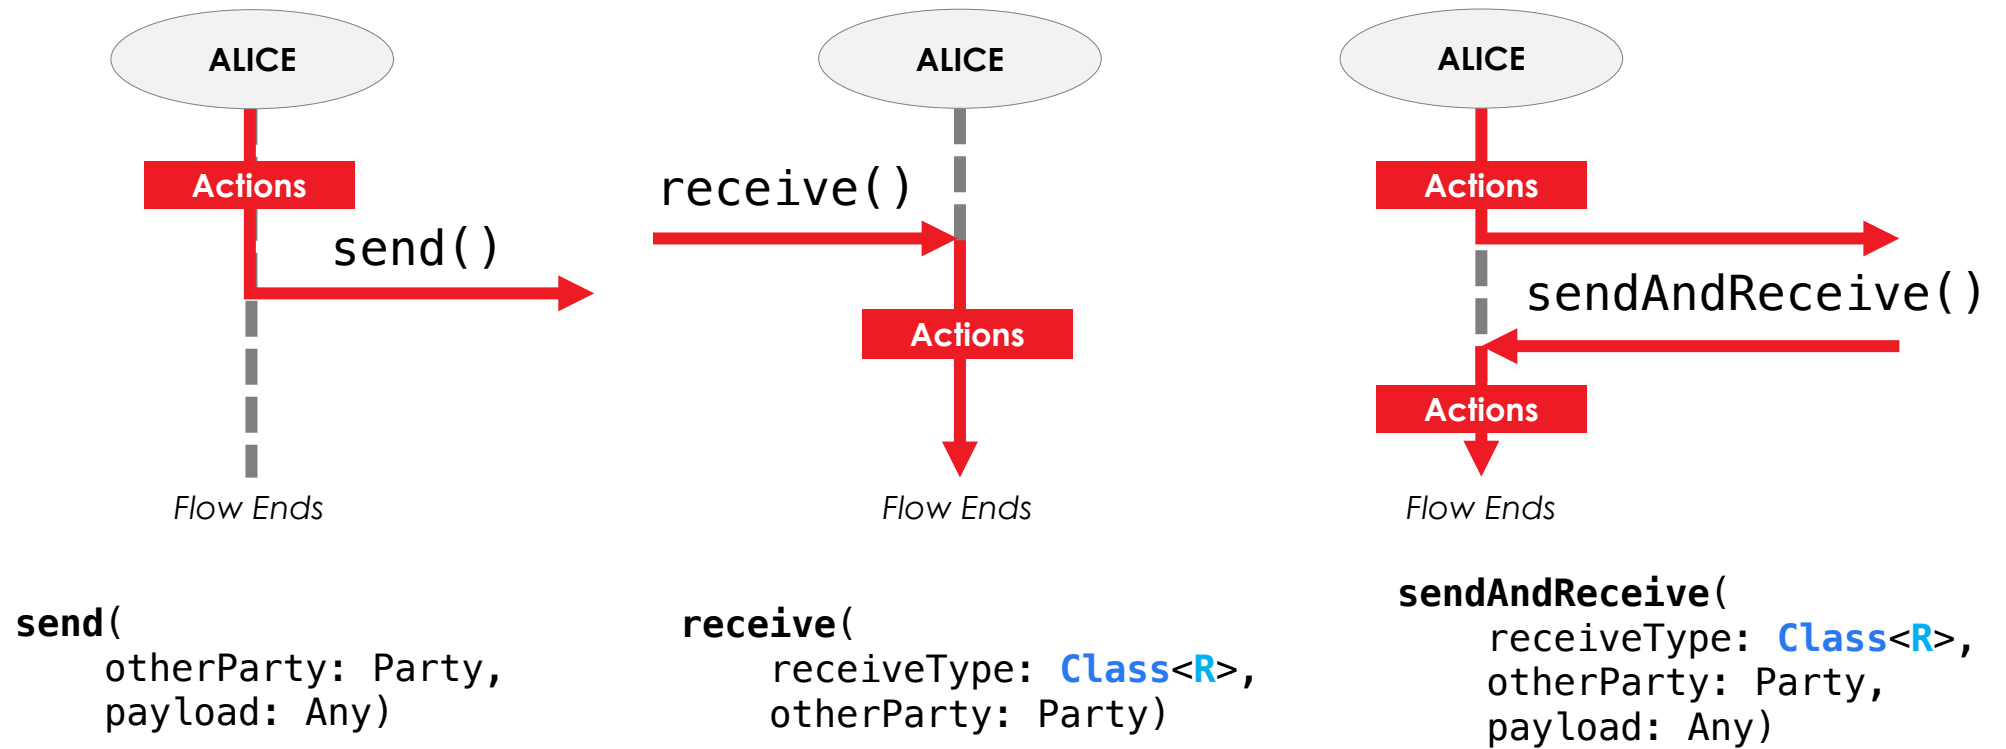 ALICE
Actions
send()
Flow Ends
send(
otherParty: Party,
payload: Any)
ALICE
receive()
Actions
Flow Ends
receive(
receiveType: Class<R>,
otherParty: Party)
ALICE
Actions
sendAndReceive()
Actions
Flow Ends
sendAndReceive(
receiveType: Class<R>,
otherParty: Party,
payload: Any)